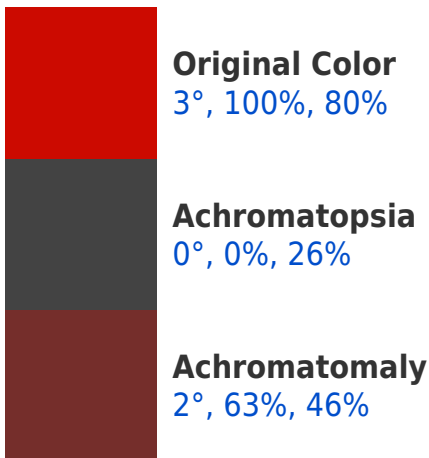 Original Color
3°, 100%, 80%
Achromatopsia
0°, 0%, 26%
Achromatomaly
2°, 63%, 46%